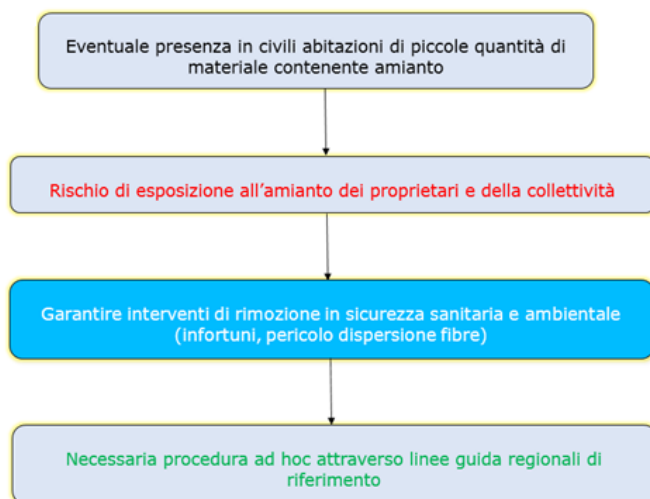 Eventuale presenza in civili abitazioni di piccole quantità di
materiale contenente amianto
Rischio di esposizione all'amianto dei proprietari e della collettività
Garantire interventi di rimozione in sicurezza sanitaria e ambientale
(infortuni, pericolo dispersione fibre)
Necessaria procedura ad hoc attraverso linee guida regionali di
riferimento